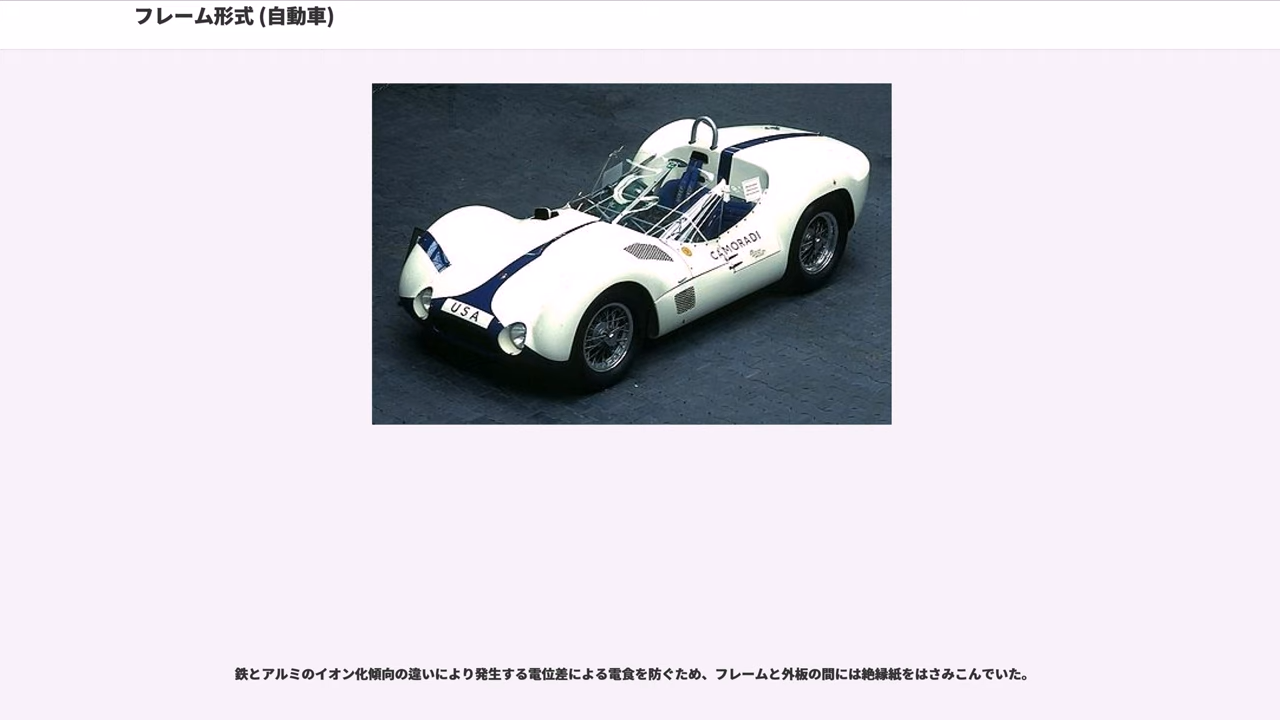 フレーム形式 (自動車)
CAMORADI
USA
鉄とアルミのイオン化傾向の違いにより発生する電位差による電食を防ぐため、フレームと外板の間には絶縁紙をはさみこんでいた。